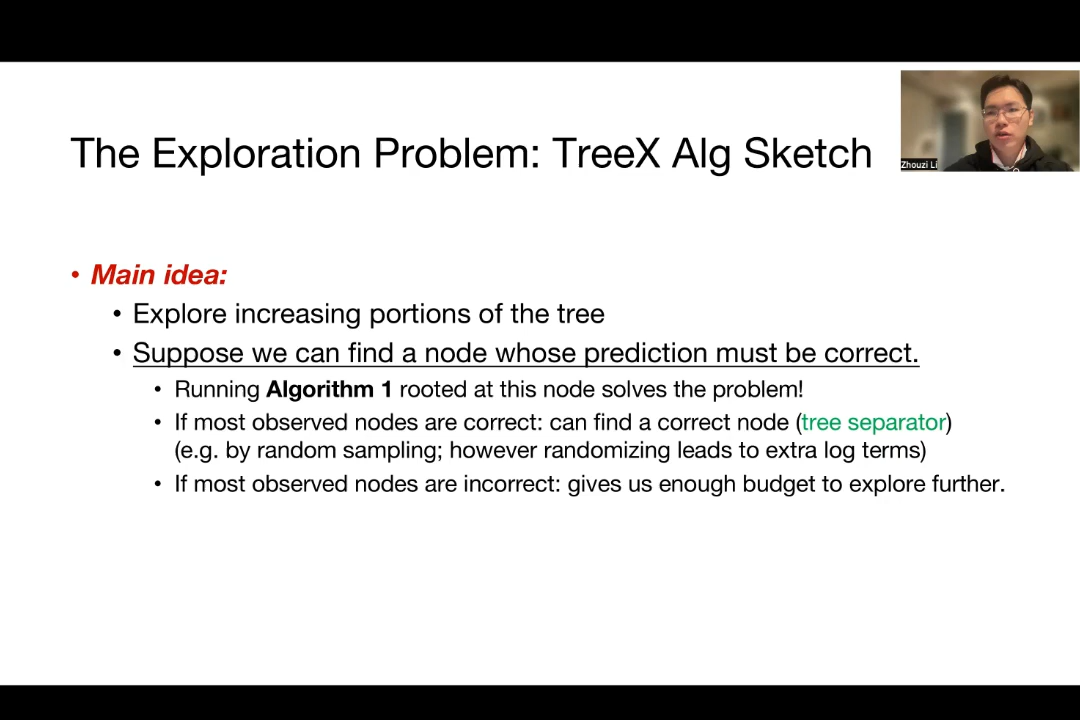 The Exploration Problem: TreeX Alg Sketch
Zhouzi Li
• Main idea:
• Explore increasing portions of the tree
• Suppose we can find a node whose prediction must be correct.
• Running Algorithm 1 rooted at this node solves the problem!
• If most observed nodes are correct: can find a correct node (tree separator)
(e.g. by random sampling; however randomizing leads to extra log terms)
• If most observed nodes are incorrect: gives us enough budget to explore further.